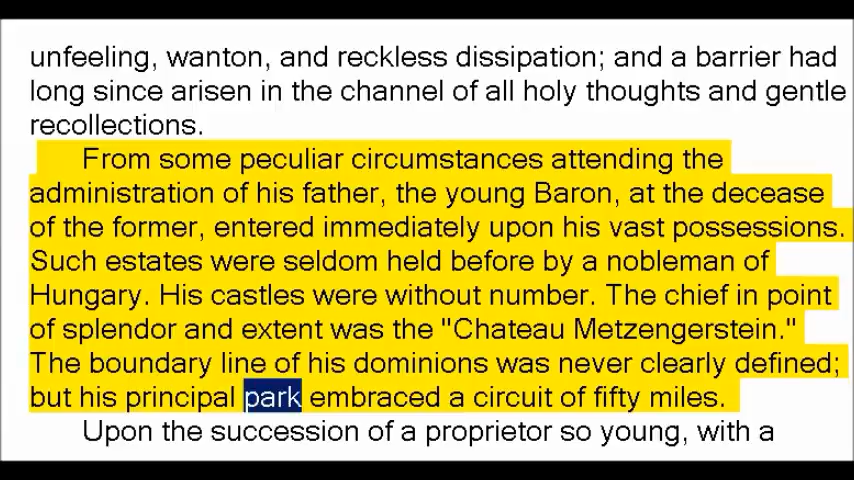 unfeeling, wanton, and reckless dissipation; and a barrier had
long since arisen in the channel of all holy thoughts and gentle
recollections.
From some peculiar circumstances attending the
administration of his father, the young Baron, at the decease
of the former, entered immediately upon his vast possessions.
Such estates were seldom held before by a nobleman of
Hungary. His castles were without number. The chief in point
of splendor and extent was the "Chateau Metzengerstein."
The boundary line of his dominions was never clearly defined;
but his principal park embraced a circuit of fifty miles.
Upon the succession of a proprietor so young, with a